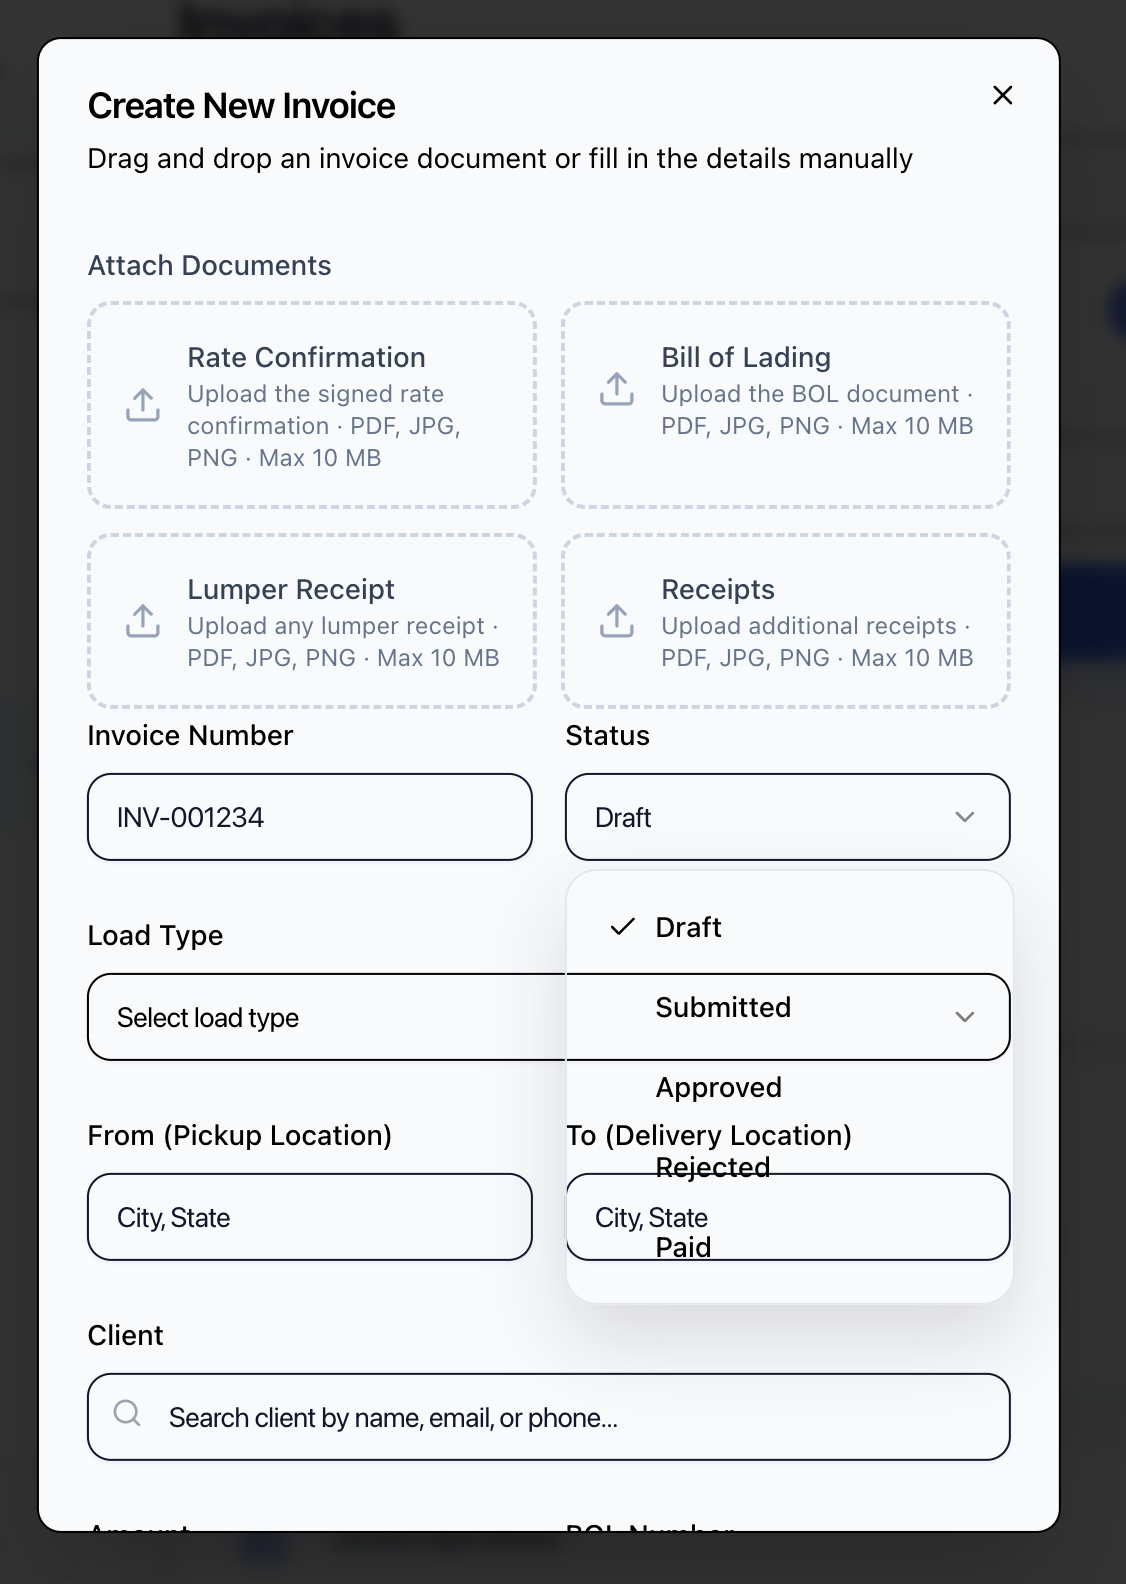 Invoices
Create New Invoice
Drag and drop an invoice document or fill in the details manually
Attach Documents
Rate Confirmation
Upload the signed rate
confirmation · PDF, JPG,
PNG · Max 10 MB
Bill of Lading
Upload the BOL document ·
PDF, JPG, PNG · Max 10 MB
Lumper Receipt
Upload any lumper receipt ·
PDF, JPG, PNG · Max 10 MB
Receipts
Upload additional receipts ·
PDF, JPG, PNG · Max 10 MB
Invoice Number
Status
INV-001234
Draft
Draft
Load Type
Submitted
Select load type
Approved
From (Pickup Location)
To (Delivery Location)
Rejected
City, State
City, State
Paid
Client
Search client by name, email, or phone...
Amount
BOL Number